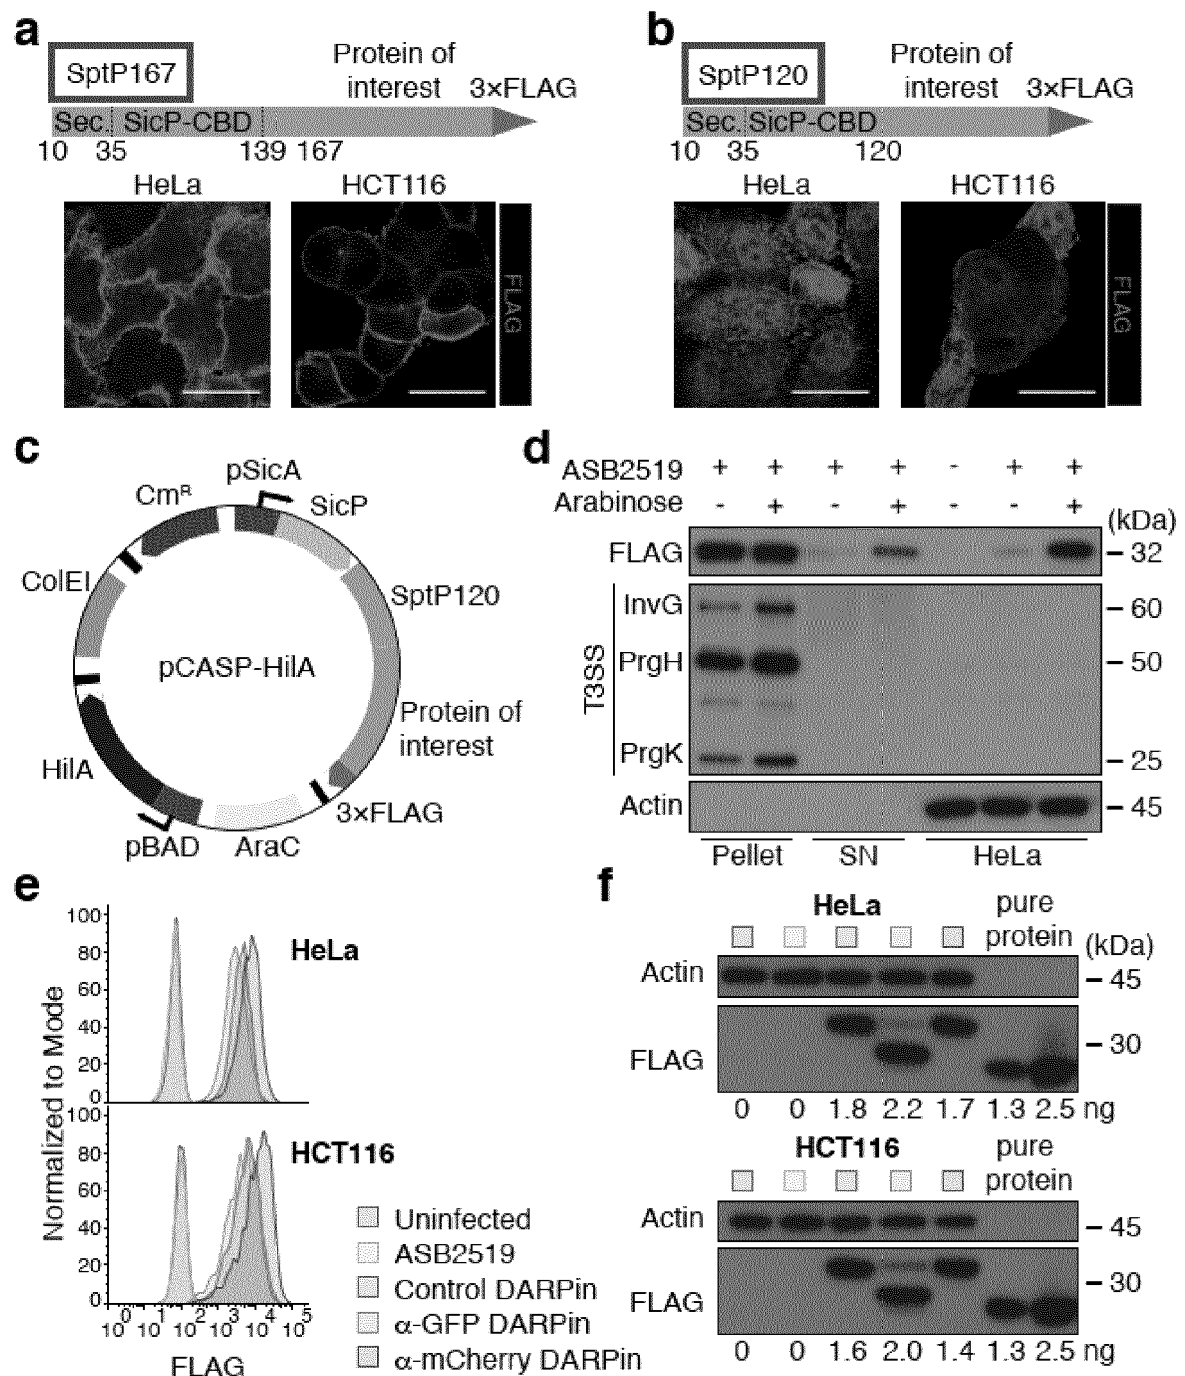 a
SptP167
Protein of
interest
3×FLAG
Sec.
SicP-CBD
10 35 139 167
HeLa
HCT116
FLAG
b
SptP120
Protein of
interest
3×FLAG
Sec.
SicP-CBD
10 35 120
HeLa
HCT116
FLAG
c
pSicA
CmR
SicP
ColEI
SptP120
pCASP-HilA
Protein of
interest
HilA
3×FLAG
pBAD
AraC
d
ASB2519 + + + + - + +
Arabinose - + - + - - +
(kDa)
FLAG
32
InvG
60
T3SS
PrgH
50
PrgK
25
Actin
45
Pellet SN HeLa
e
100
80
60
40
20
0
HeLa
Normalized to Mode
100
80
60
40
20
0
HCT116
10^0 10^1 10^2 10^3 10^4 10^5
FLAG
Uninfected
ASB2519
Control DARPin
α-GFP DARPin
α-mCherry DARPin
f
HeLa
pure
protein
(kDa)
Actin
45
FLAG
30
0 0 1.8 2.2 1.7 1.3 2.5 ng
HCT116
pure
protein
Actin
45
FLAG
30
0 0 1.6 2.0 1.4 1.3 2.5 ng